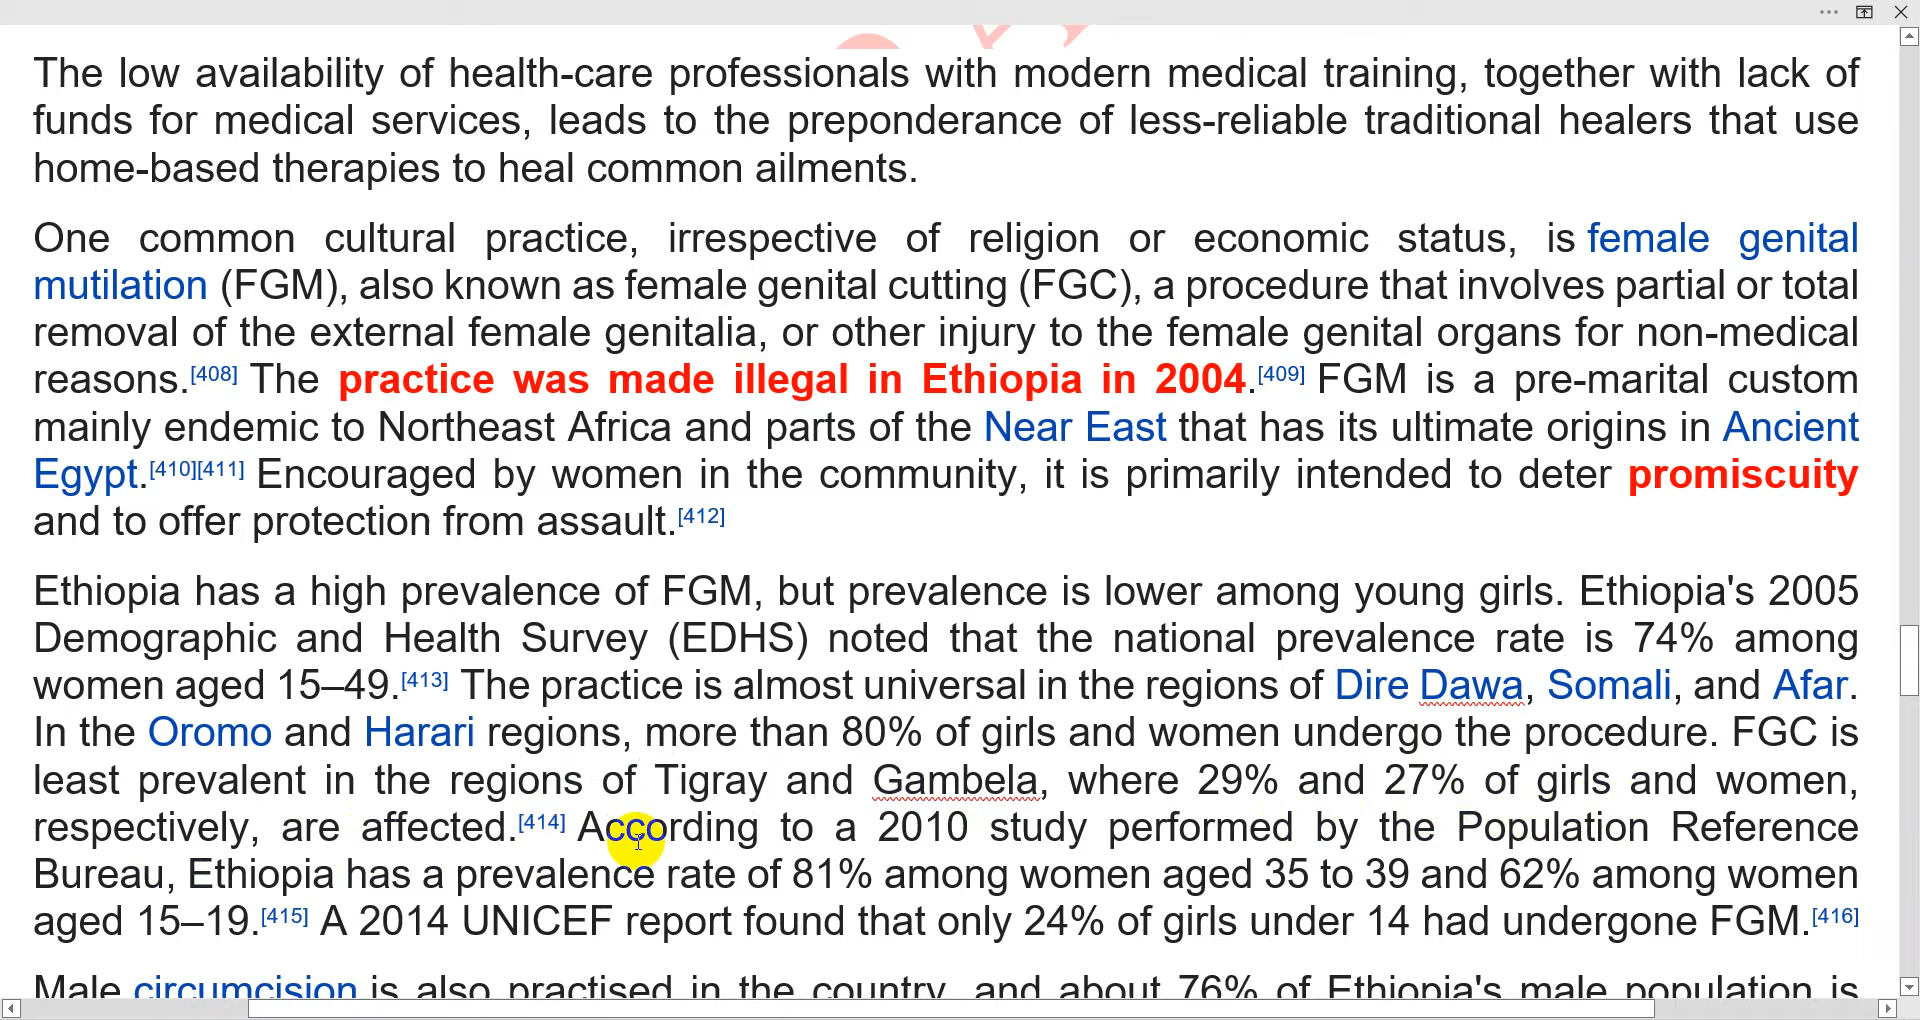 The low availability of health-care professionals with modern medical training, together with lack of
funds for medical services, leads to the preponderance of less-reliable traditional healers that use
home-based therapies to heal common ailments.
One common cultural practice, irrespective of religion or economic status, is female genital
mutilation (FGM), also known as female genital cutting (FGC), a procedure that involves partial or total
removal of the external female genitalia, or other injury to the female genital organs for non-medical
reasons.[408] The practice was made illegal in Ethiopia in 2004.[409] FGM is a pre-marital custom
mainly endemic to Northeast Africa and parts of the Near East that has its ultimate origins in Ancient
Egypt.[410][411] Encouraged by women in the community, it is primarily intended to deter promiscuity
and to offer protection from assault.[412]
Ethiopia has a high prevalence of FGM, but prevalence is lower among young girls. Ethiopia's 2005
Demographic and Health Survey (EDHS) noted that the national prevalence rate is 74% among
women aged 15–49.[413] The practice is almost universal in the regions of Dire Dawa, Somali, and Afar.
In the Oromo and Harari regions, more than 80% of girls and women undergo the procedure. FGC is
least prevalent in the regions of Tigray and Gambela, where 29% and 27% of girls and women,
respectively, are affected.[414] According to a 2010 study performed by the Population Reference
Bureau, Ethiopia has a prevalence rate of 81% among women aged 35 to 39 and 62% among women
aged 15–19.[415] A 2014 UNICEF report found that only 24% of girls under 14 had undergone FGM.[416]
Male circumcision is also practised in the country, and about 76% of Ethiopia's male population is